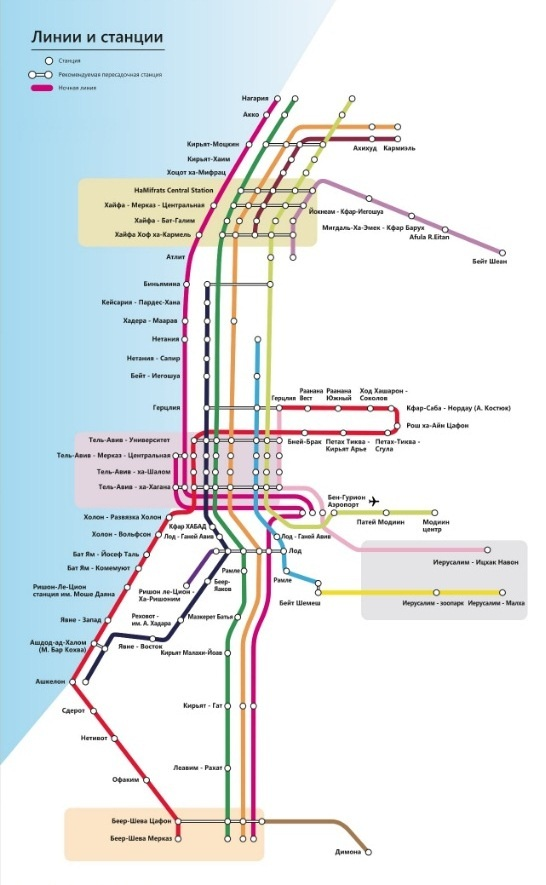 Линии и станции
Станция
Рекомендуемая пересадочная станция
Ночная линия
Нагария
Акко
Кирьят-Моцкин
Ахихуд
Кармиэль
Кирьят-Хаим
Хоцот ха-Мифрац
HaMifrats Central Station
Хайфа - Мерказ - Центральная
Йокнеам - Кфар-Иегошуа
Хайфа - Бат-Галим
Мигдаль-Ха-Эмек - Кфар Барух
Хайфа Хоф ха-Кармель
Afula R.Eitan
Атлит
Бейт Шеан
Биньямина
Кейсария - Пардес-Хана
Хадера - Маарав
Нетания
Нетания - Сапир
Бейт - Иегошуа
Герцлия
Герцлия
Раанана
Вест
Раанана
Южный
Ход Хашарон -
Соколов
Кфар-Саба - Нордау (А. Костюк)
Рош ха-Айн Цафон
Тель-Авив - Университет
Бней-Брак
Петах Тиква -
Кирьят Арье
Петах-Тиква -
Сгула
Тель-Авив - Мерказ - Центральная
Тель-Авив - ха-Шалом
Тель-Авив - ха-Хагана
Бен-Гурион
Аэропорт
Холон - Развязка Холон
Патей Модиин
Модиин
центр
Кфар ХАБАД
Холон - Вольфсон
Лод - Ганей Авив
Лод - Ганей Авив
Бат Ям - Йосеф Таль
Лод
Иерусалим - Ицхак Навон
Бат Ям - Комемуют
Рамле
Рамле
Ришон-Ле-Цион
станция им. Моше Даяна
Ришон ле-Цион -
Ха-Ришоним
Беер-
Яаков
Бейт Шемеш
Иерусалим - зоопарк
Иерусалим - Малха
Явне - Запад
Реховот -
им. А. Хадара
Мазкерет Батья
Ашдод-ад-Халом
(М. Бар Кохва)
Явне - Восток
Кирьят Малахи-Йоав
Ашкелон
Сдерот
Кирьят - Гат
Нетивот
Леавим - Рахат
Офаким
Беер-Шева Цафон
Беер-Шева Мерказ
Димона